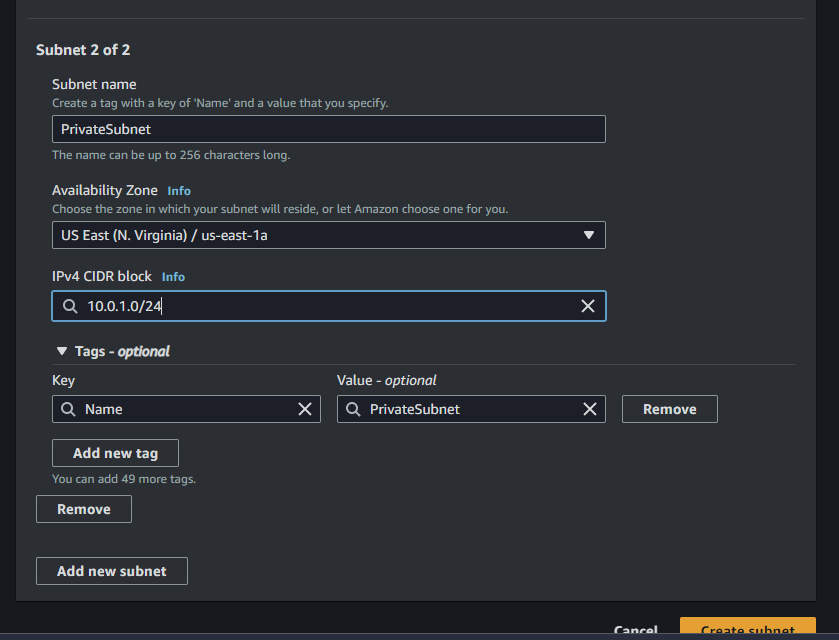 Subnet 2 of 2
Subnet name
Create a tag with a key of 'Name' and a value that you specify.
PrivateSubnet
The name can be up to 256 characters long.
Availability Zone Info
Choose the zone in which your subnet will reside, or let Amazon choose one for you.
US East (N. Virginia) / us-east-1a
IPv4 CIDR block Info
10.0.1.0/24
Tags - optional
Key Value - optional
Name PrivateSubnet Remove
Add new tag
You can add 49 more tags.
Remove
Add new subnet
Cancel Create subnet